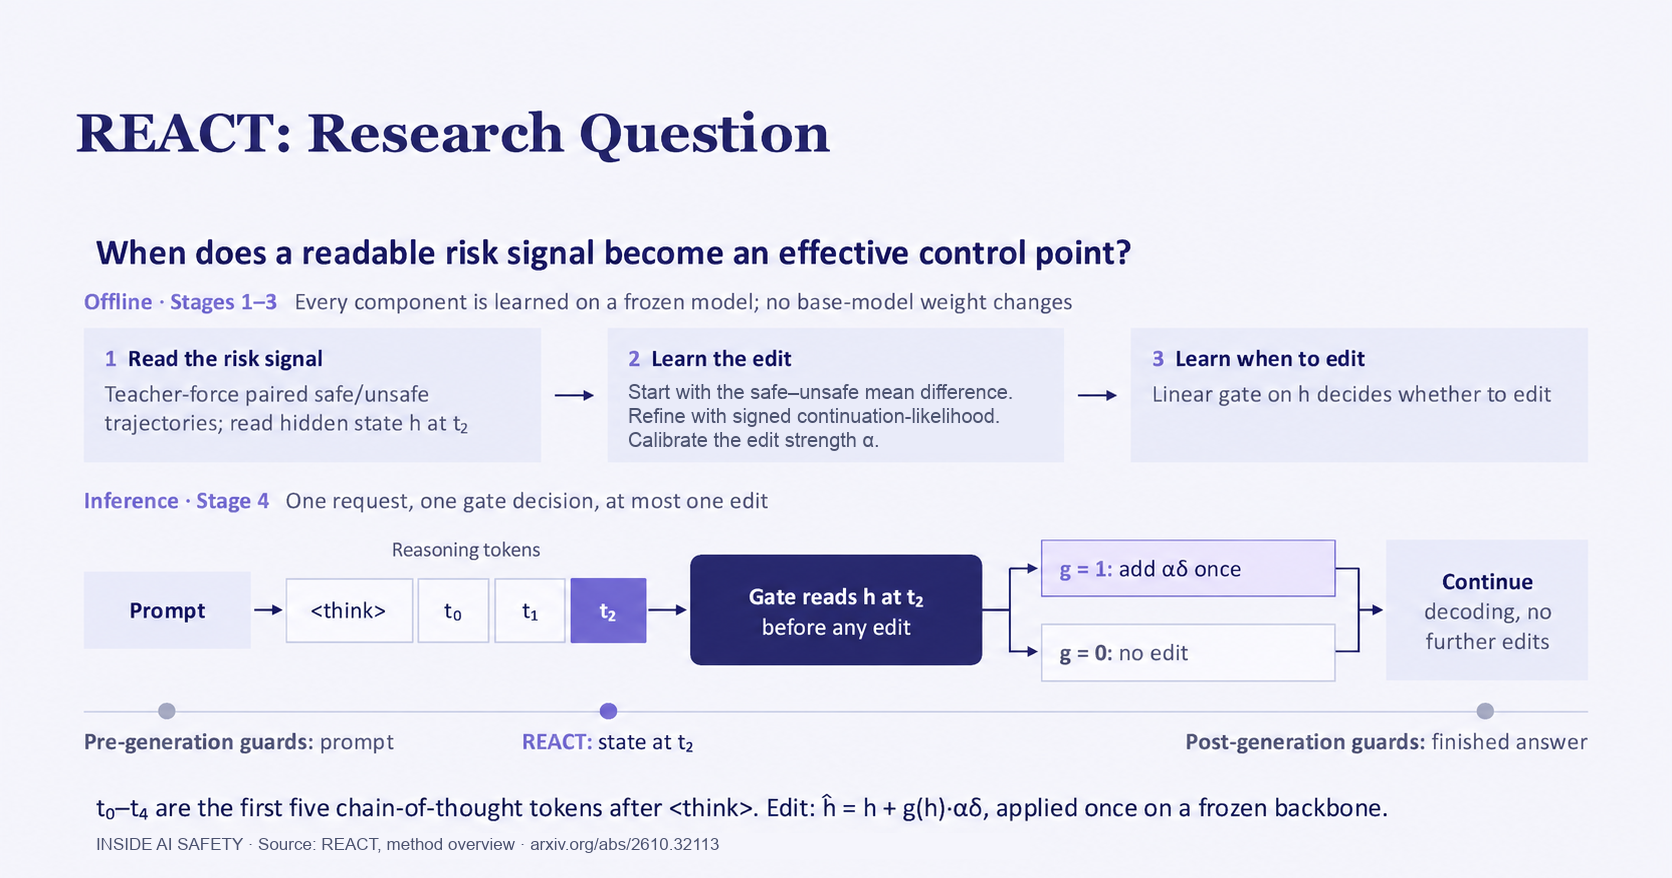 REACT: Research Question
When does a readable risk signal become an effective control point?
Offline · Stages 1–3 Every component is learned on a frozen model; no base-model weight changes
1 Read the risk signal
Teacher-force paired safe/unsafe
trajectories; read hidden state h at t₂
2 Learn the edit
Start with the safe–unsafe mean difference.
Refine with signed continuation-likelihood.
Calibrate the edit strength α.
3 Learn when to edit
Linear gate on h decides whether to edit
Inference · Stage 4 One request, one gate decision, at most one edit
Reasoning tokens
Prompt
<think>
t₀
t₁
t₂
Gate reads h at t₂
before any edit
g = 1: add αδ once
g = 0: no edit
Continue
decoding, no
further edits
Pre-generation guards: prompt
REACT: state at t₂
Post-generation guards: finished answer
t₀–t₄ are the first five chain-of-thought tokens after <think>. Edit: ĥ = h + g(h)·αδ, applied once on a frozen backbone.
INSIDE AI SAFETY · Source: REACT, method overview · arxiv.org/abs/2610.32113